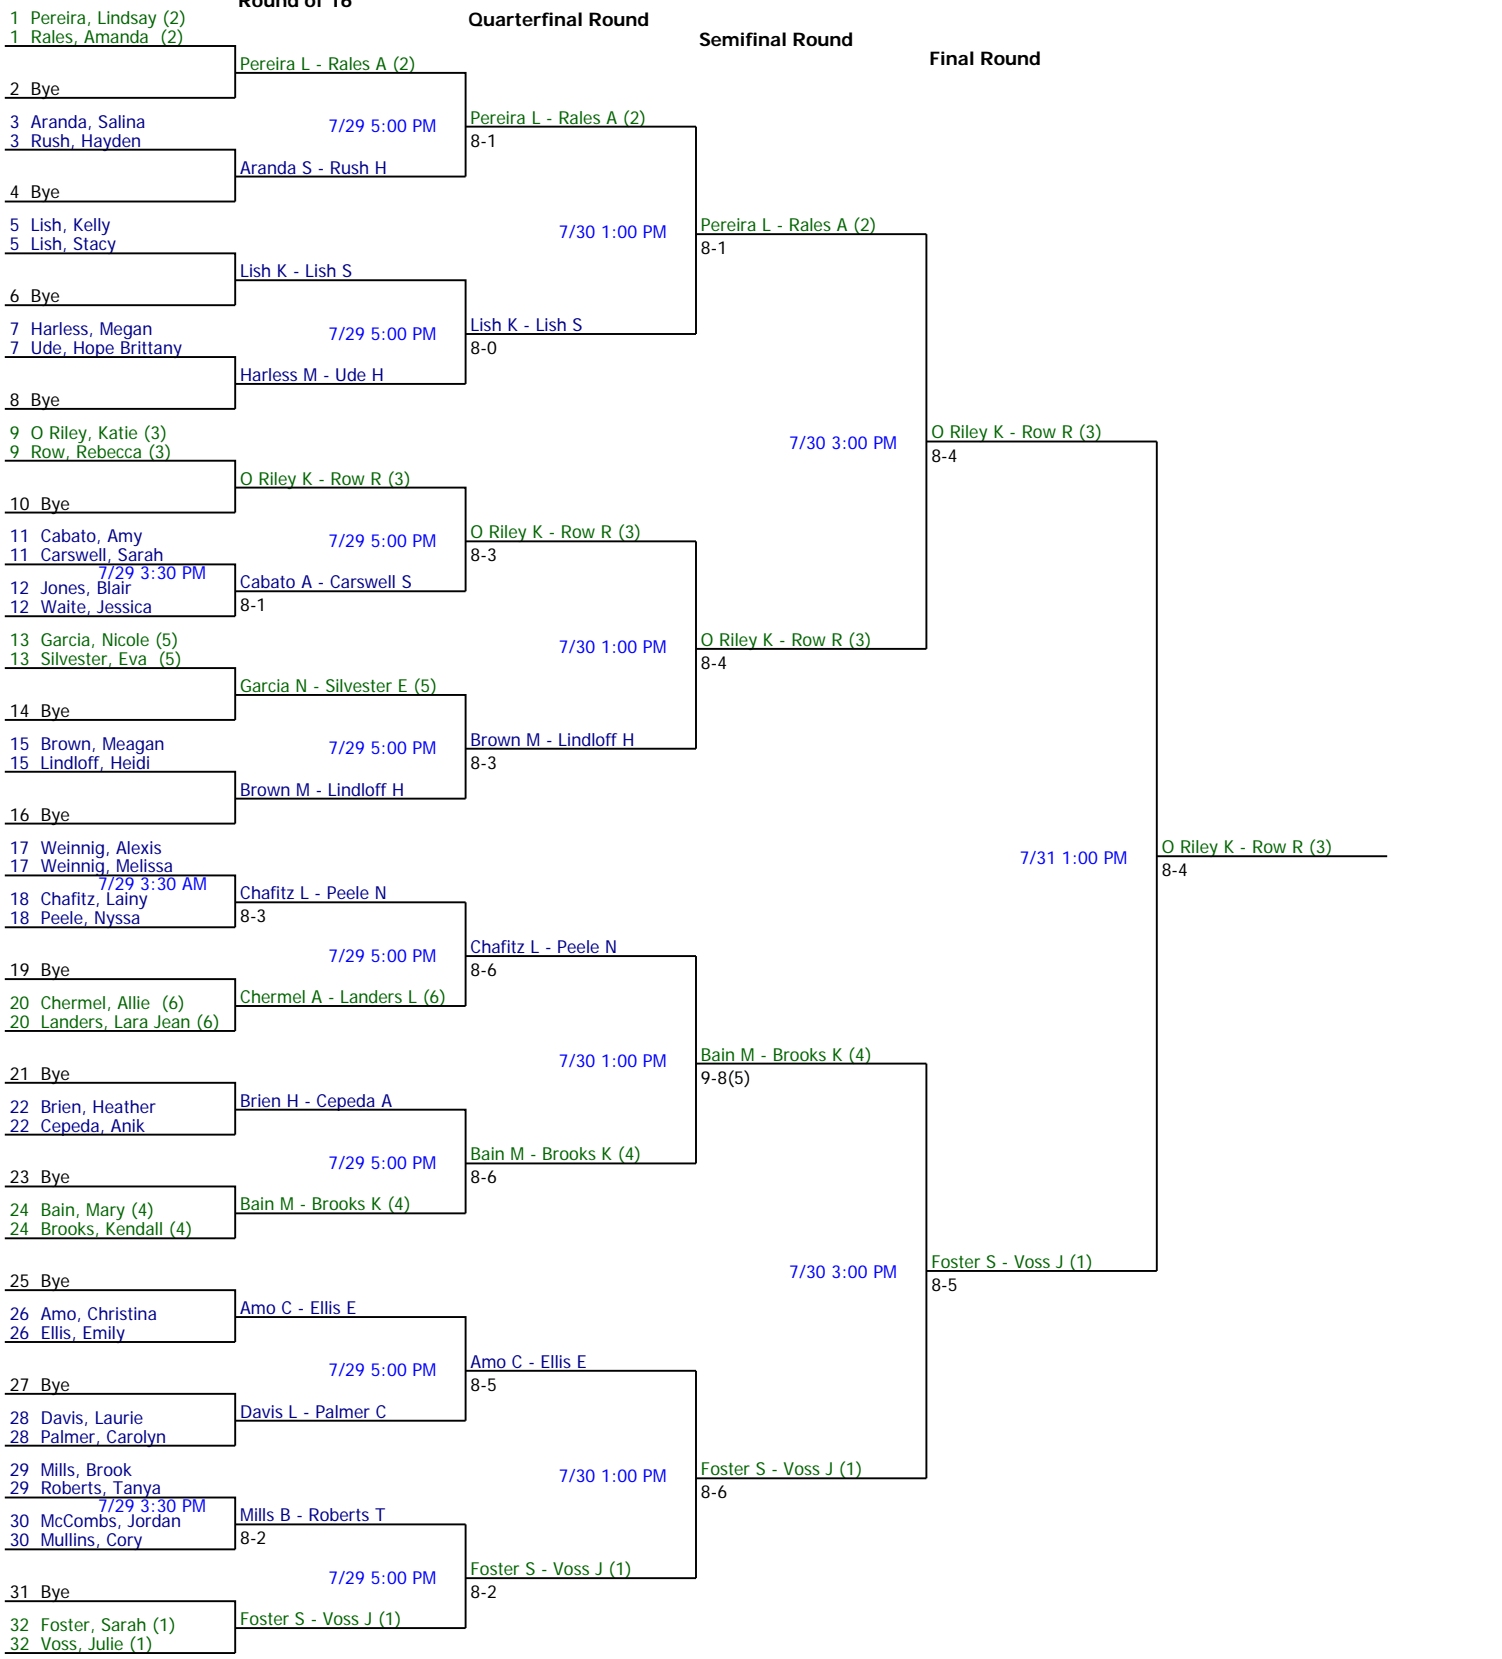 Round of 16
Quarterfinal Round
Semifinal Round
Final Round
1 Pereira, Lindsay (2)
1 Rales, Amanda (2)
2 Bye
3 Aranda, Salina
3 Rush, Hayden
4 Bye
5 Lish, Kelly
5 Lish, Stacy
6 Bye
7 Harless, Megan
7 Ude, Hope Brittany
8 Bye
9 O Riley, Katie (3)
9 Row, Rebecca (3)
10 Bye
11 Cabato, Amy
11 Carswell, Sarah
7/29 3:30 PM
12 Jones, Blair
12 Waite, Jessica
13 Garcia, Nicole (5)
13 Silvester, Eva (5)
14 Bye
15 Brown, Meagan
15 Lindloff, Heidi
16 Bye
17 Weinnig, Alexis
17 Weinnig, Melissa
7/29 3:30 AM
18 Chafitz, Lainy
18 Peele, Nyssa
19 Bye
20 Chermel, Allie (6)
20 Landers, Lara Jean (6)
21 Bye
22 Brien, Heather
22 Cepeda, Anik
23 Bye
24 Bain, Mary (4)
24 Brooks, Kendall (4)
25 Bye
26 Amo, Christina
26 Ellis, Emily
27 Bye
28 Davis, Laurie
28 Palmer, Carolyn
29 Mills, Brook
29 Roberts, Tanya
7/29 3:30 PM
30 McCombs, Jordan
30 Mullins, Cory
31 Bye
32 Foster, Sarah (1)
32 Voss, Julie (1)
Pereira L - Rales A (2)
7/29 5:00 PM
Aranda S - Rush H
Lish K - Lish S
7/29 5:00 PM
Harless M - Ude H
O Riley K - Row R (3)
7/29 5:00 PM
Cabato A - Carswell S
8-1
Garcia N - Silvester E (5)
7/29 5:00 PM
Brown M - Lindloff H
Chafitz L - Peele N
8-3
7/29 5:00 PM
Chermel A - Landers L (6)
Brien H - Cepeda A
7/29 5:00 PM
Bain M - Brooks K (4)
Amo C - Ellis E
7/29 5:00 PM
Davis L - Palmer C
Mills B - Roberts T
8-2
7/29 5:00 PM
Foster S - Voss J (1)
Pereira L - Rales A (2)
8-1
7/30 1:00 PM
Lish K - Lish S
8-0
O Riley K - Row R (3)
8-3
7/30 1:00 PM
Brown M - Lindloff H
8-3
Chafitz L - Peele N
8-6
7/30 1:00 PM
Bain M - Brooks K (4)
8-6
Amo C - Ellis E
8-5
7/30 1:00 PM
Foster S - Voss J (1)
8-2
Pereira L - Rales A (2)
8-1
7/30 3:00 PM
O Riley K - Row R (3)
8-4
Bain M - Brooks K (4)
9-8(5)
7/30 3:00 PM
Foster S - Voss J (1)
8-6
O Riley K - Row R (3)
8-4
7/31 1:00 PM
Foster S - Voss J (1)
8-5
O Riley K - Row R (3)
8-4